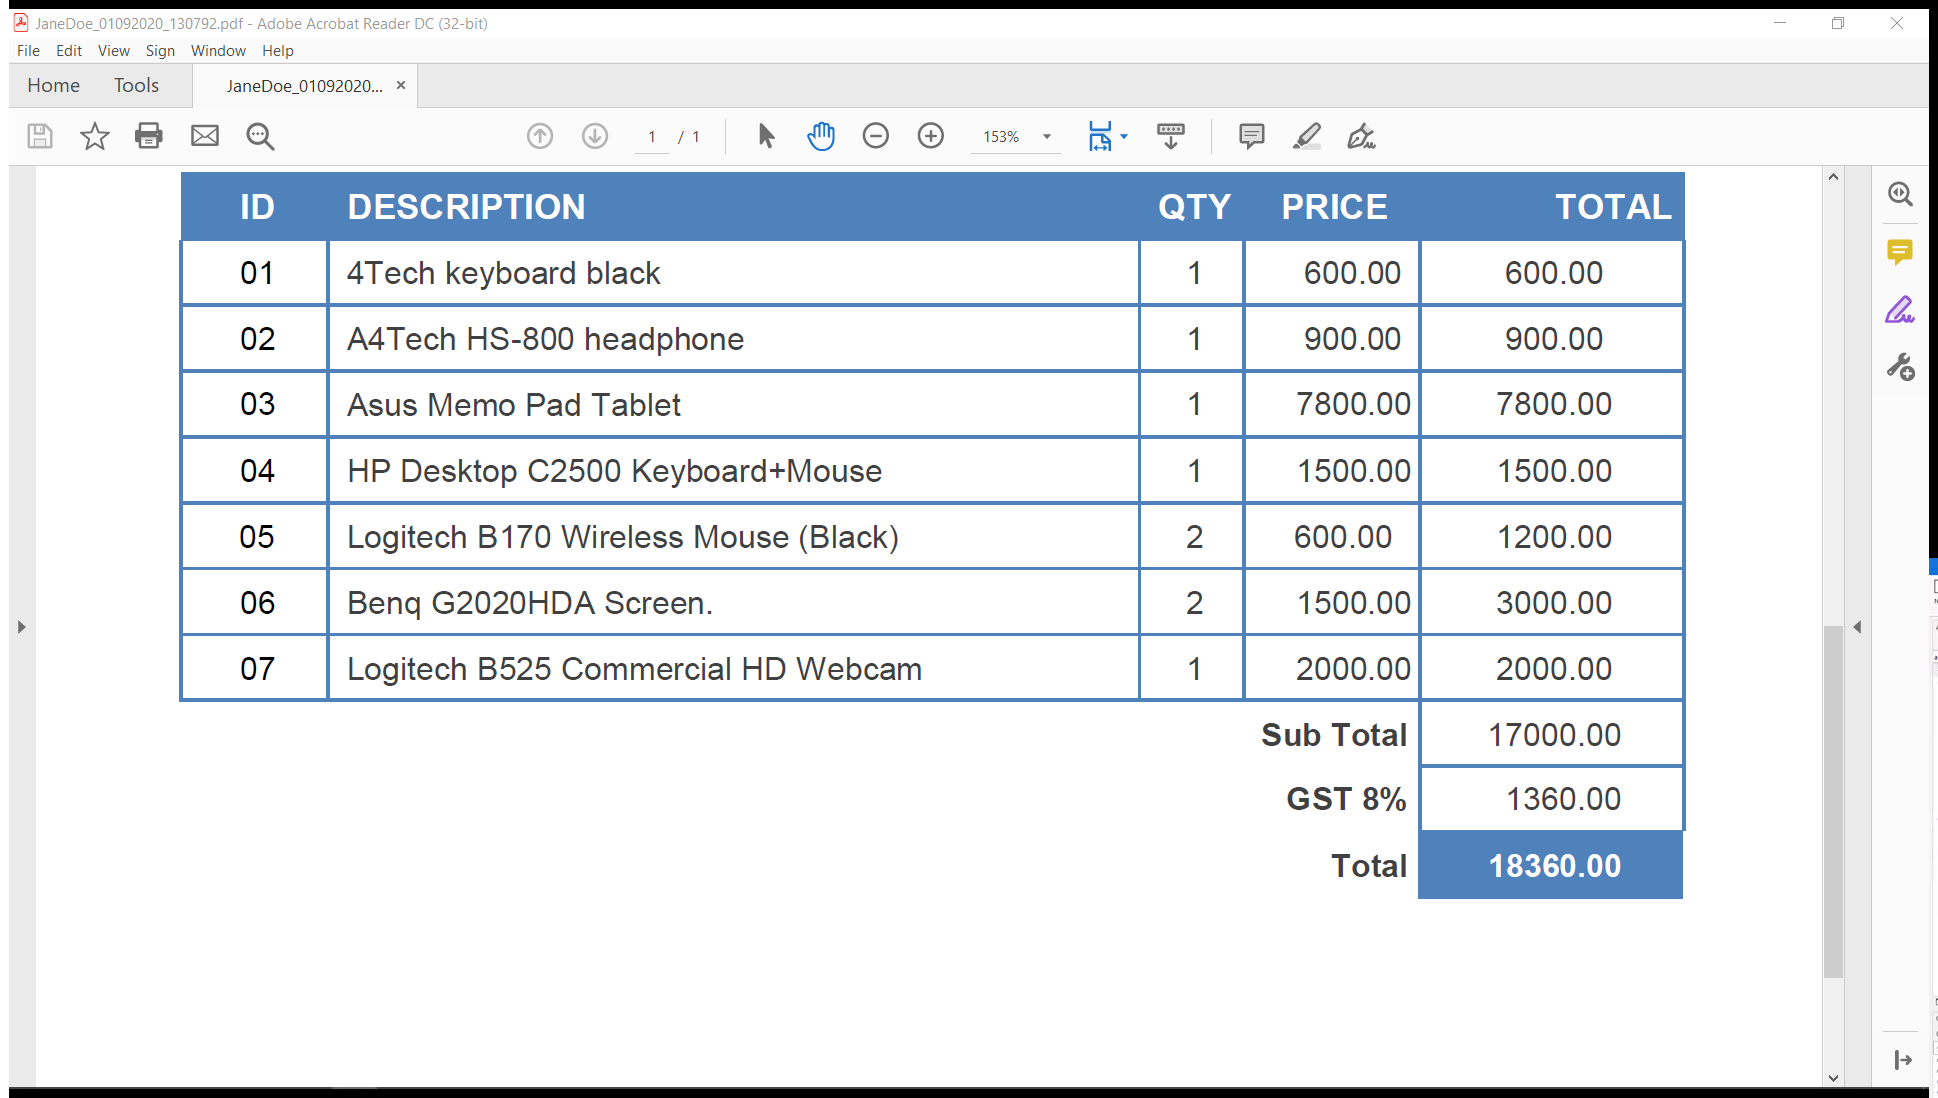 JaneDoe_01092020_130792.pdf - Adobe Acrobat Reader DC (32-bit)
File Edit View Sign Window Help
Home Tools JaneDoe_01092020... ×
1 / 1 153%
ID DESCRIPTION QTY PRICE TOTAL
01 4Tech keyboard black 1 600.00 600.00
02 A4Tech HS-800 headphone 1 900.00 900.00
03 Asus Memo Pad Tablet 1 7800.00 7800.00
04 HP Desktop C2500 Keyboard+Mouse 1 1500.00 1500.00
05 Logitech B170 Wireless Mouse (Black) 2 600.00 1200.00
06 Benq G2020HDA Screen. 2 1500.00 3000.00
07 Logitech B525 Commercial HD Webcam 1 2000.00 2000.00
Sub Total 17000.00
GST 8% 1360.00
Total 18360.00